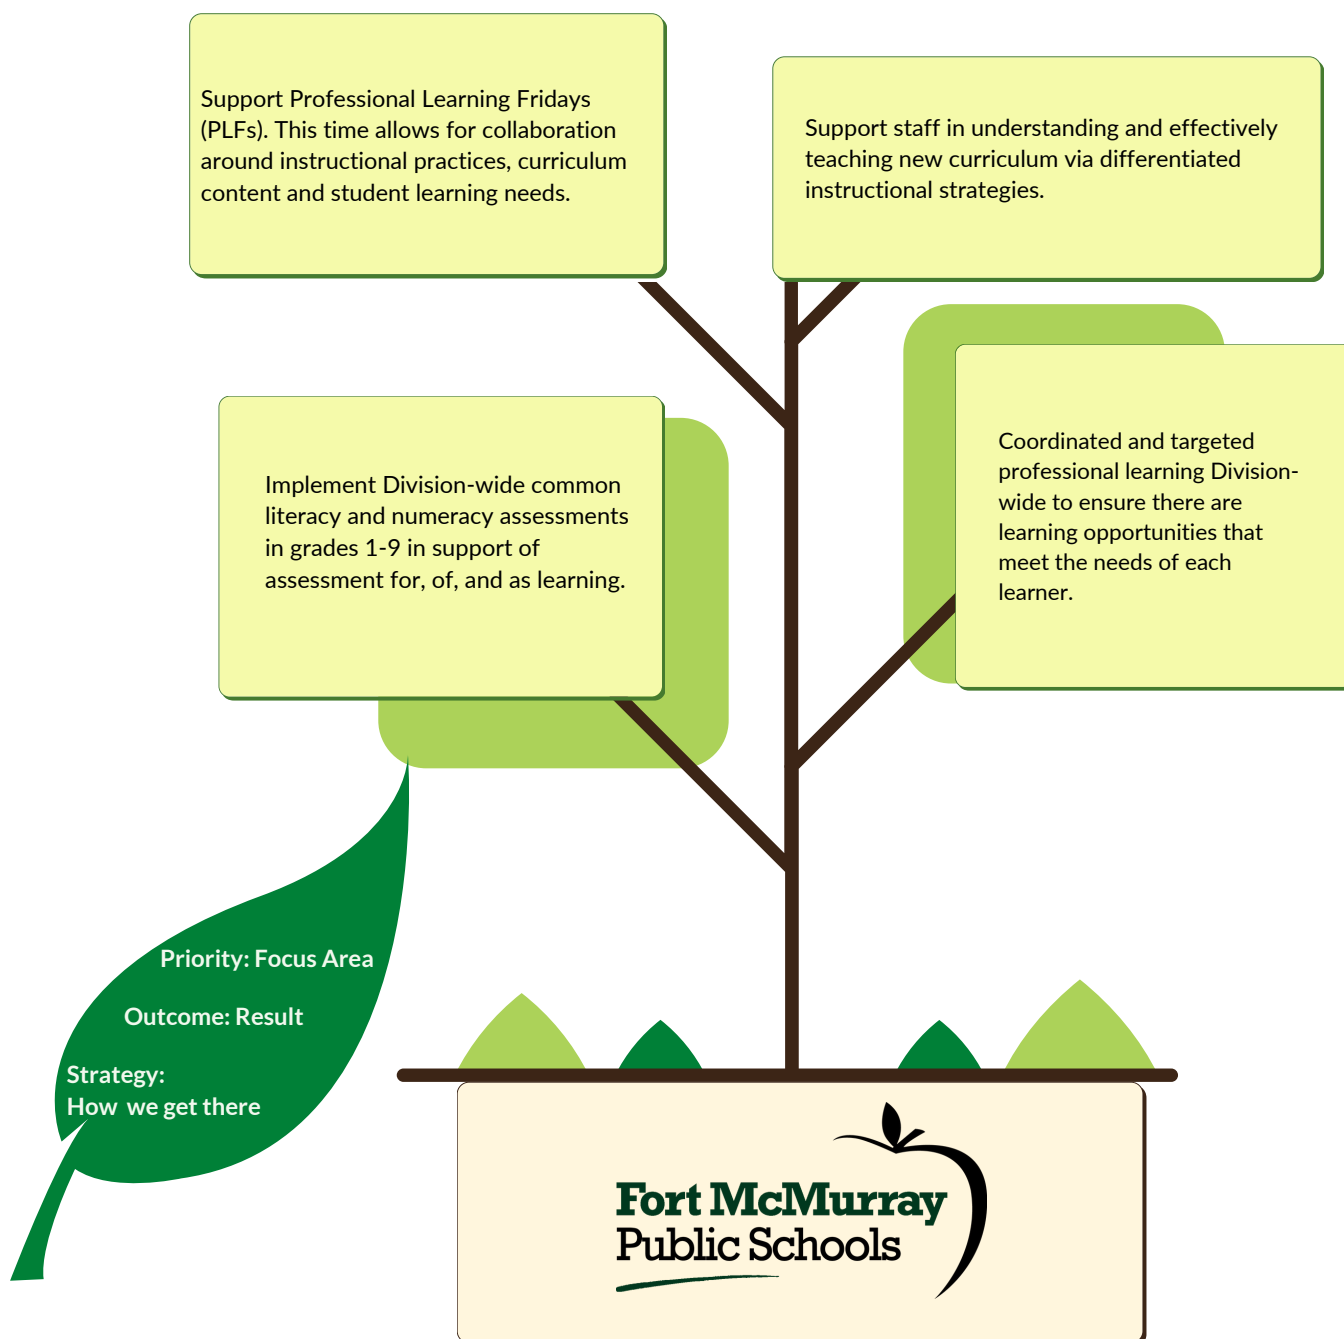 Support Professional Learning Fridays
(PLFs). This time allows for collaboration
around instructional practices, curriculum
content and student learning needs.
Support staff in understanding and effectively
teaching new curriculum via differentiated
instructional strategies.
Implement Division-wide common
literacy and numeracy assessments
in grades 1-9 in support of
assessment for, of, and as learning.
Coordinated and targeted
professional learning Division-
wide to ensure there are
learning opportunities that
meet the needs of each
learner.
Priority: Focus Area
Outcome: Result
Strategy:
How we get there
Fort McMurray
Public Schools